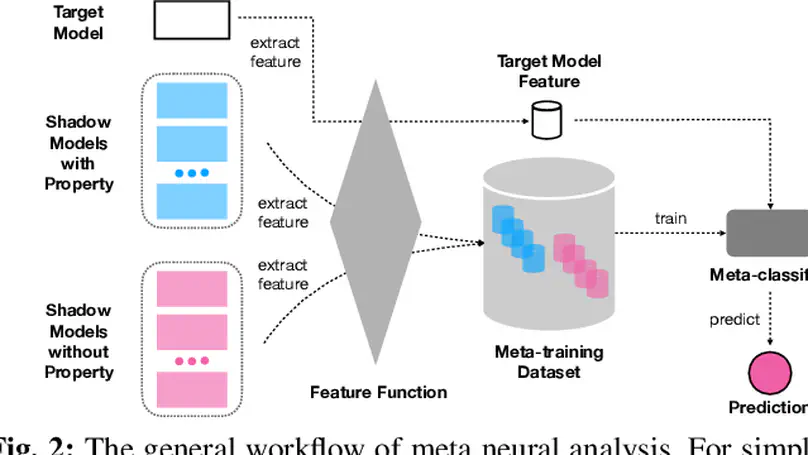 Target
Model
extract
feature
Target Model
Feature
Shadow
Models
with
Property
extract
feature
train
extract
feature
Meta-classif
Shadow
Models
without
Property
predict
Meta-training
Dataset
Feature Function
Prediction
Fig. 2: The general workflow of meta neural analysis. For simpl